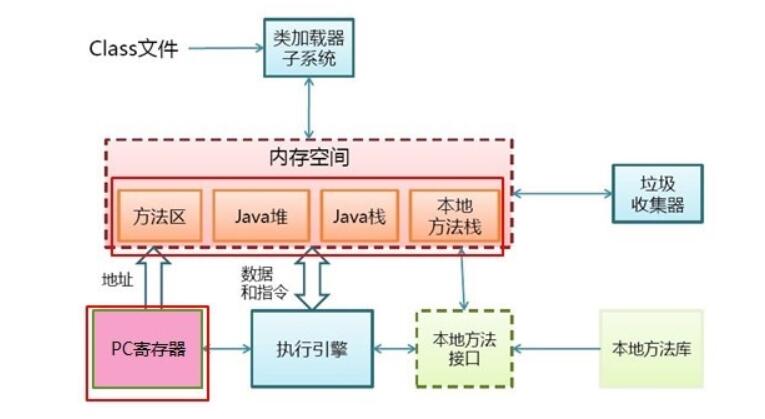 Class文件
类加载器
子系统
内存空间
方法区
Java堆
Java栈
本地
方法栈
垃圾
收集器
地址
数据
和指令
PC寄存器
执行引擎
本地方法
接口
本地方法库